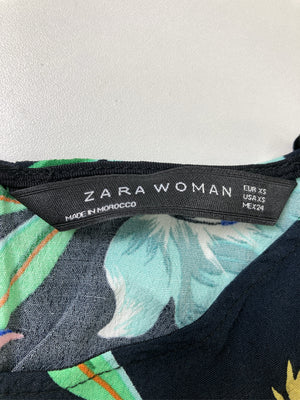 ZARA WOMAN
MADE IN MOROCCO
EUR XS
USA XS
MEX 24